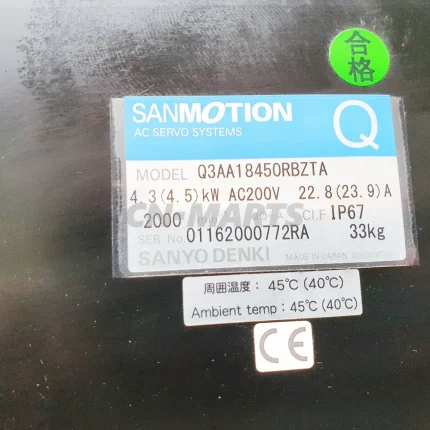 合格
SANMOTION
AC SERVO SYSTEMS
Q
MODEL Q3AA18450RBZTA
4.3(4.5)kW AC200V 22.8(23.9)A
2000 CI.F IP67
SER. No.01162000772RA 33kg
SANYO DENKI MADE IN JAPAN
周囲温度：45℃(40℃)
Ambient temp：45℃(40℃)
CE